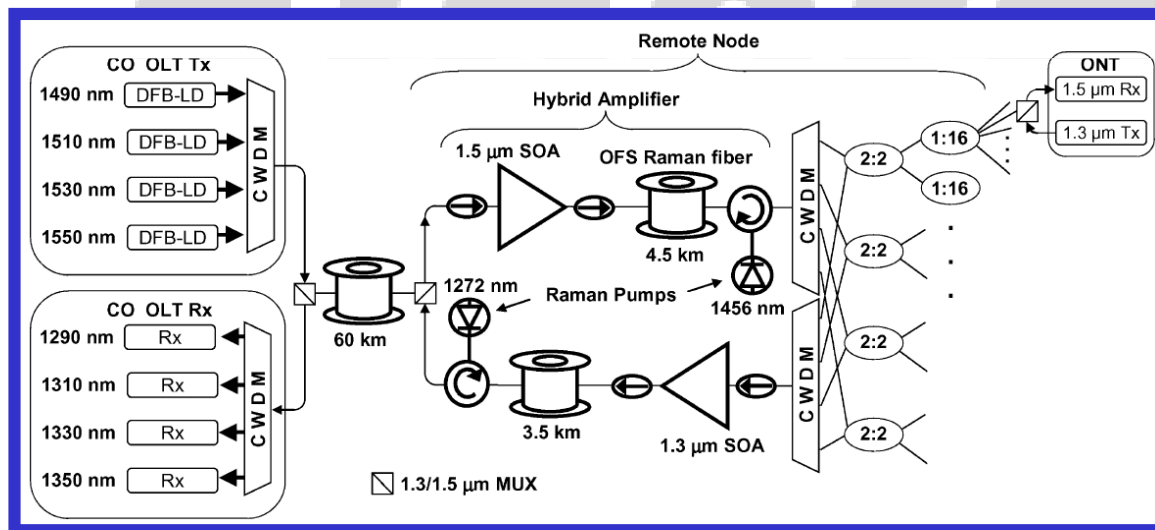 Remote Node
CO OLT Tx
1490 nm DFB-LD
1510 nm DFB-LD
1530 nm DFB-LD
1550 nm DFB-LD
CWDM
Hybrid Amplifier
1.5 µm SOA
OFS Raman fiber
4.5 km
CWDM
2:2
1:16
1:16
2:2
2:2
2:2
ONT
1.5 µm Rx
1.3 µm Tx
60 km
1272 nm
Raman Pumps
1456 nm
CO OLT Rx
1290 nm Rx
1310 nm Rx
1330 nm Rx
1350 nm Rx
CWDM
3.5 km
1.3 µm SOA
CWDM
1.3/1.5 µm MUX